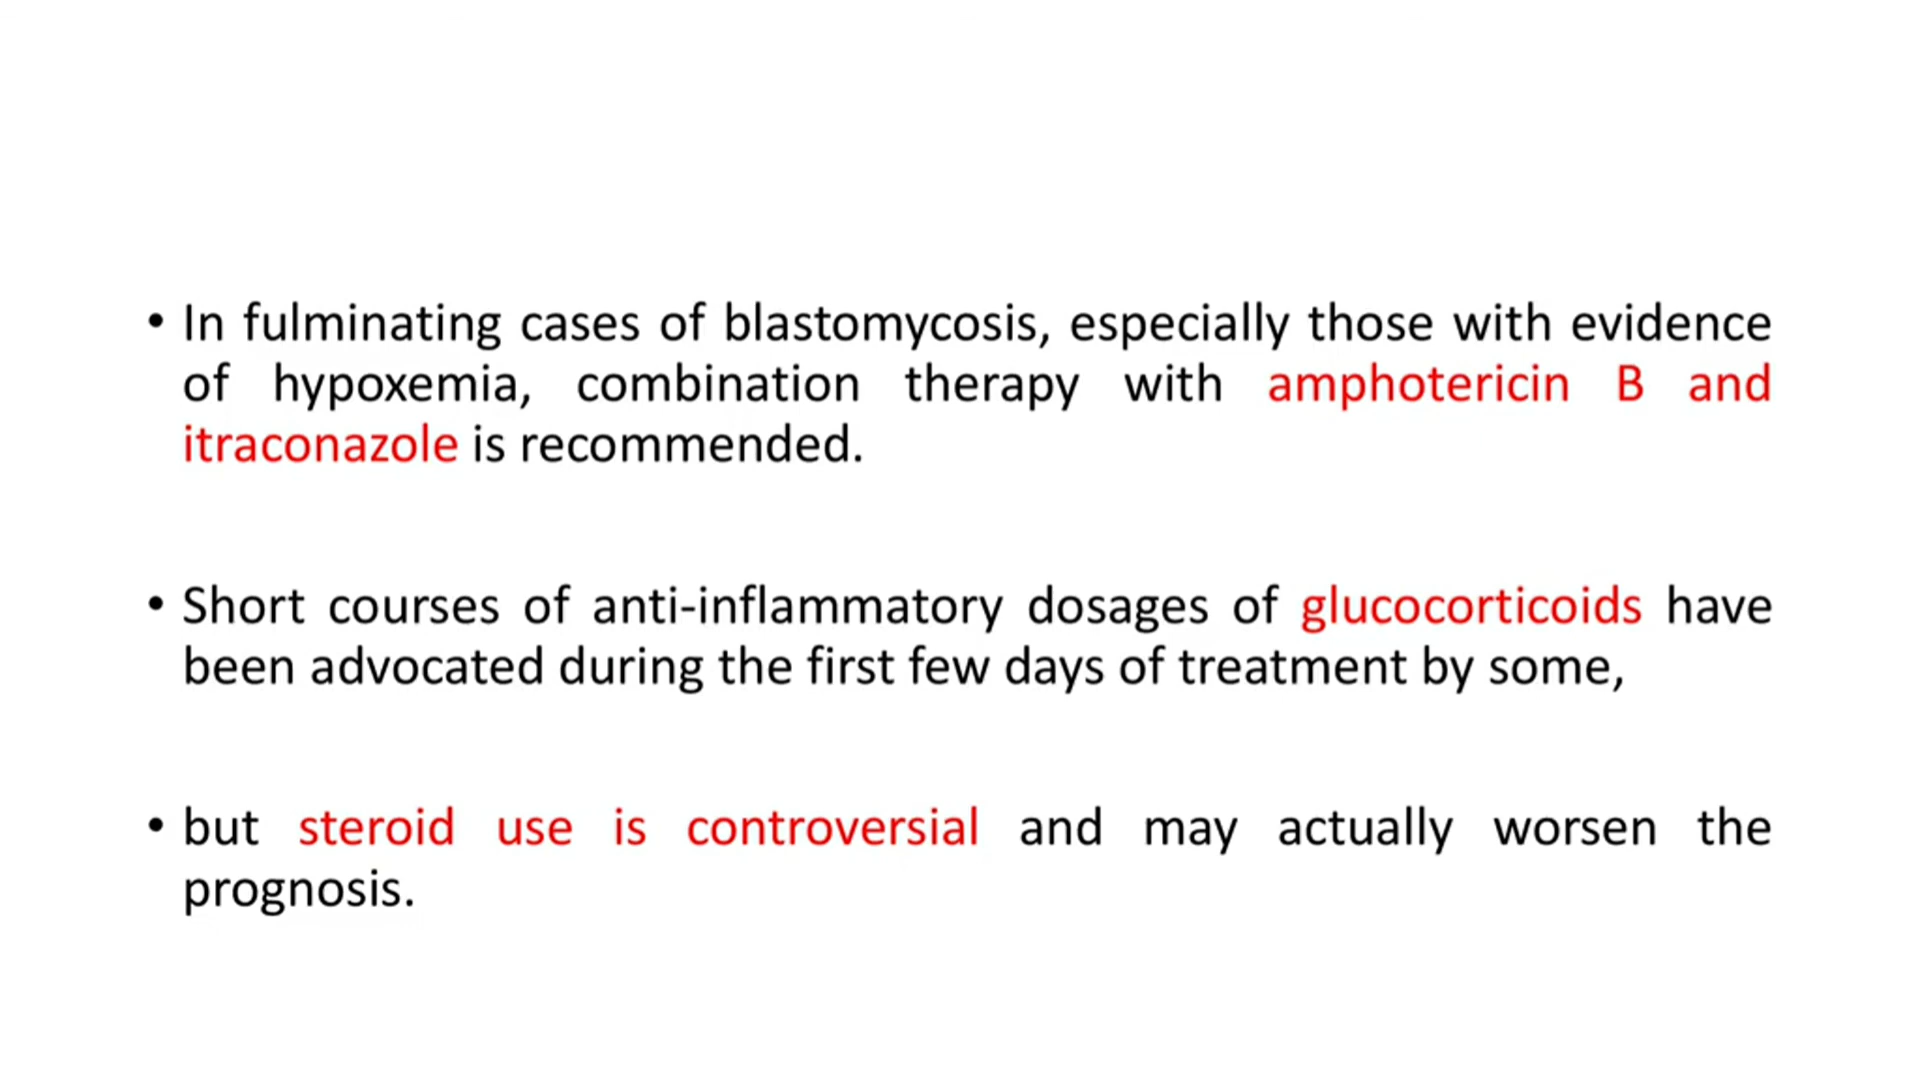 • In fulminating cases of blastomycosis, especially those with evidence
of hypoxemia, combination therapy with amphotericin B and
itraconazole is recommended.
• Short courses of anti-inflammatory dosages of glucocorticoids have
been advocated during the first few days of treatment by some,
• but steroid use is controversial and may actually worsen the
prognosis.